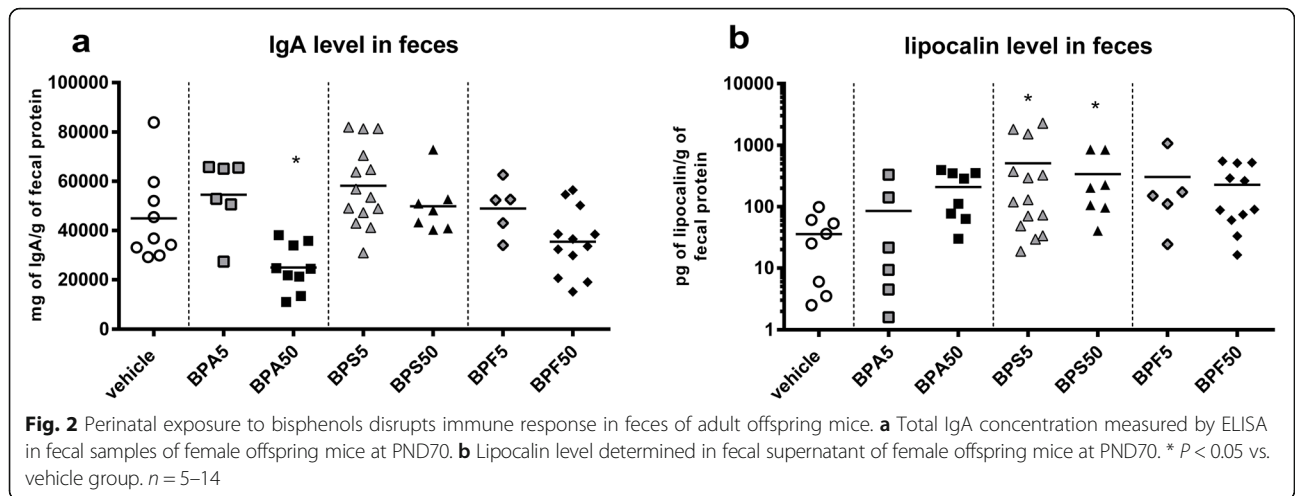 a
IgA level in feces
mg of IgA/g of fecal protein
100000
80000
60000
40000
20000
0
*
vehicle
BPA5
BPA50
BPS5
BPS50
BPF5
BPF50
b
lipocalin level in feces
pg of lipocalin/g of
fecal protein
10000
1000
100
10
1
*
*
vehicle
BPA5
BPA50
BPS5
BPS50
BPF5
BPF50
Fig. 2 Perinatal exposure to bisphenols disrupts immune response in feces of adult offspring mice. a Total IgA concentration measured by ELISA
in fecal samples of female offspring mice at PND70. b Lipocalin level determined in fecal supernatant of female offspring mice at PND70. * P < 0.05 vs.
vehicle group. n = 5–14